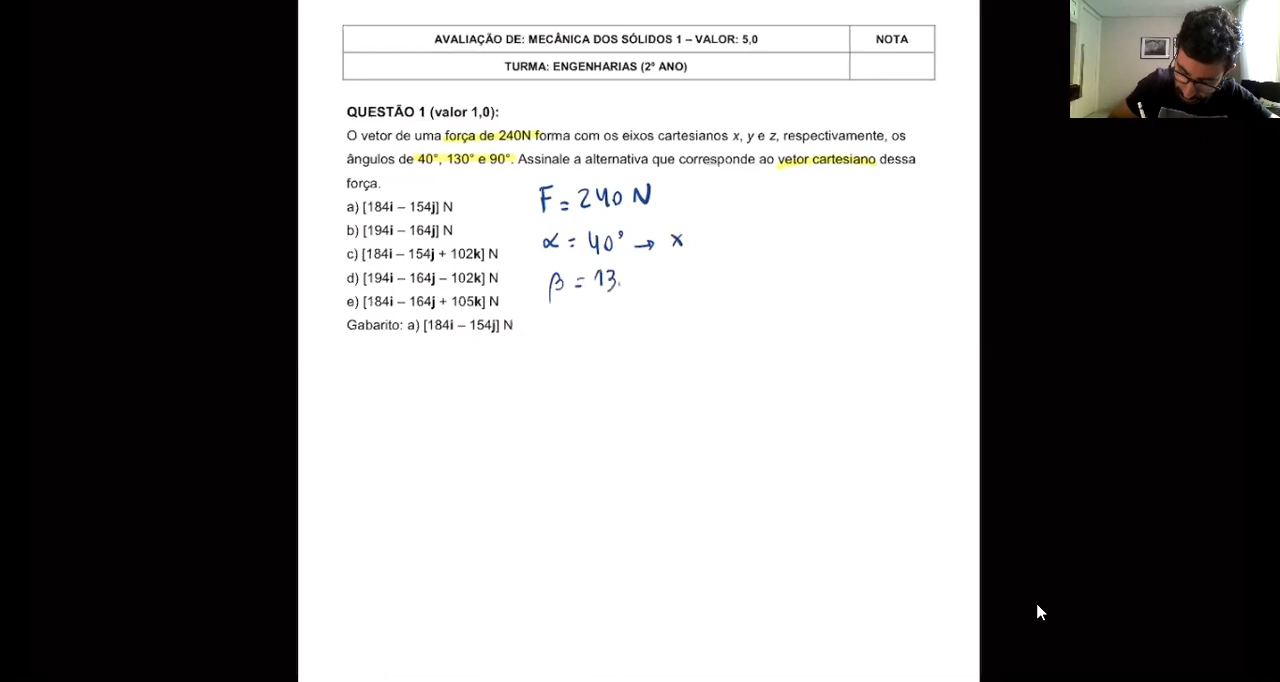 AVALIAÇÃO DE: MECÂNICA DOS SÓLIDOS 1 – VALOR: 5,0 NOTA
TURMA: ENGENHARIAS (2° ANO)
QUESTÃO 1 (valor 1,0):
O vetor de uma força de 240N forma com os eixos cartesianos x, y e z, respectivamente, os
ângulos de 40°, 130° e 90°. Assinale a alternativa que corresponde ao vetor cartesiano dessa
força.
a) [184i – 154j] N
b) [194i – 164j] N
c) [184i – 154j + 102k] N
d) [194i – 164j – 102k] N
e) [184i – 164j + 105k] N
Gabarito: a) [184i – 154j] N
F = 240 N
α = 40° → x
β = 13